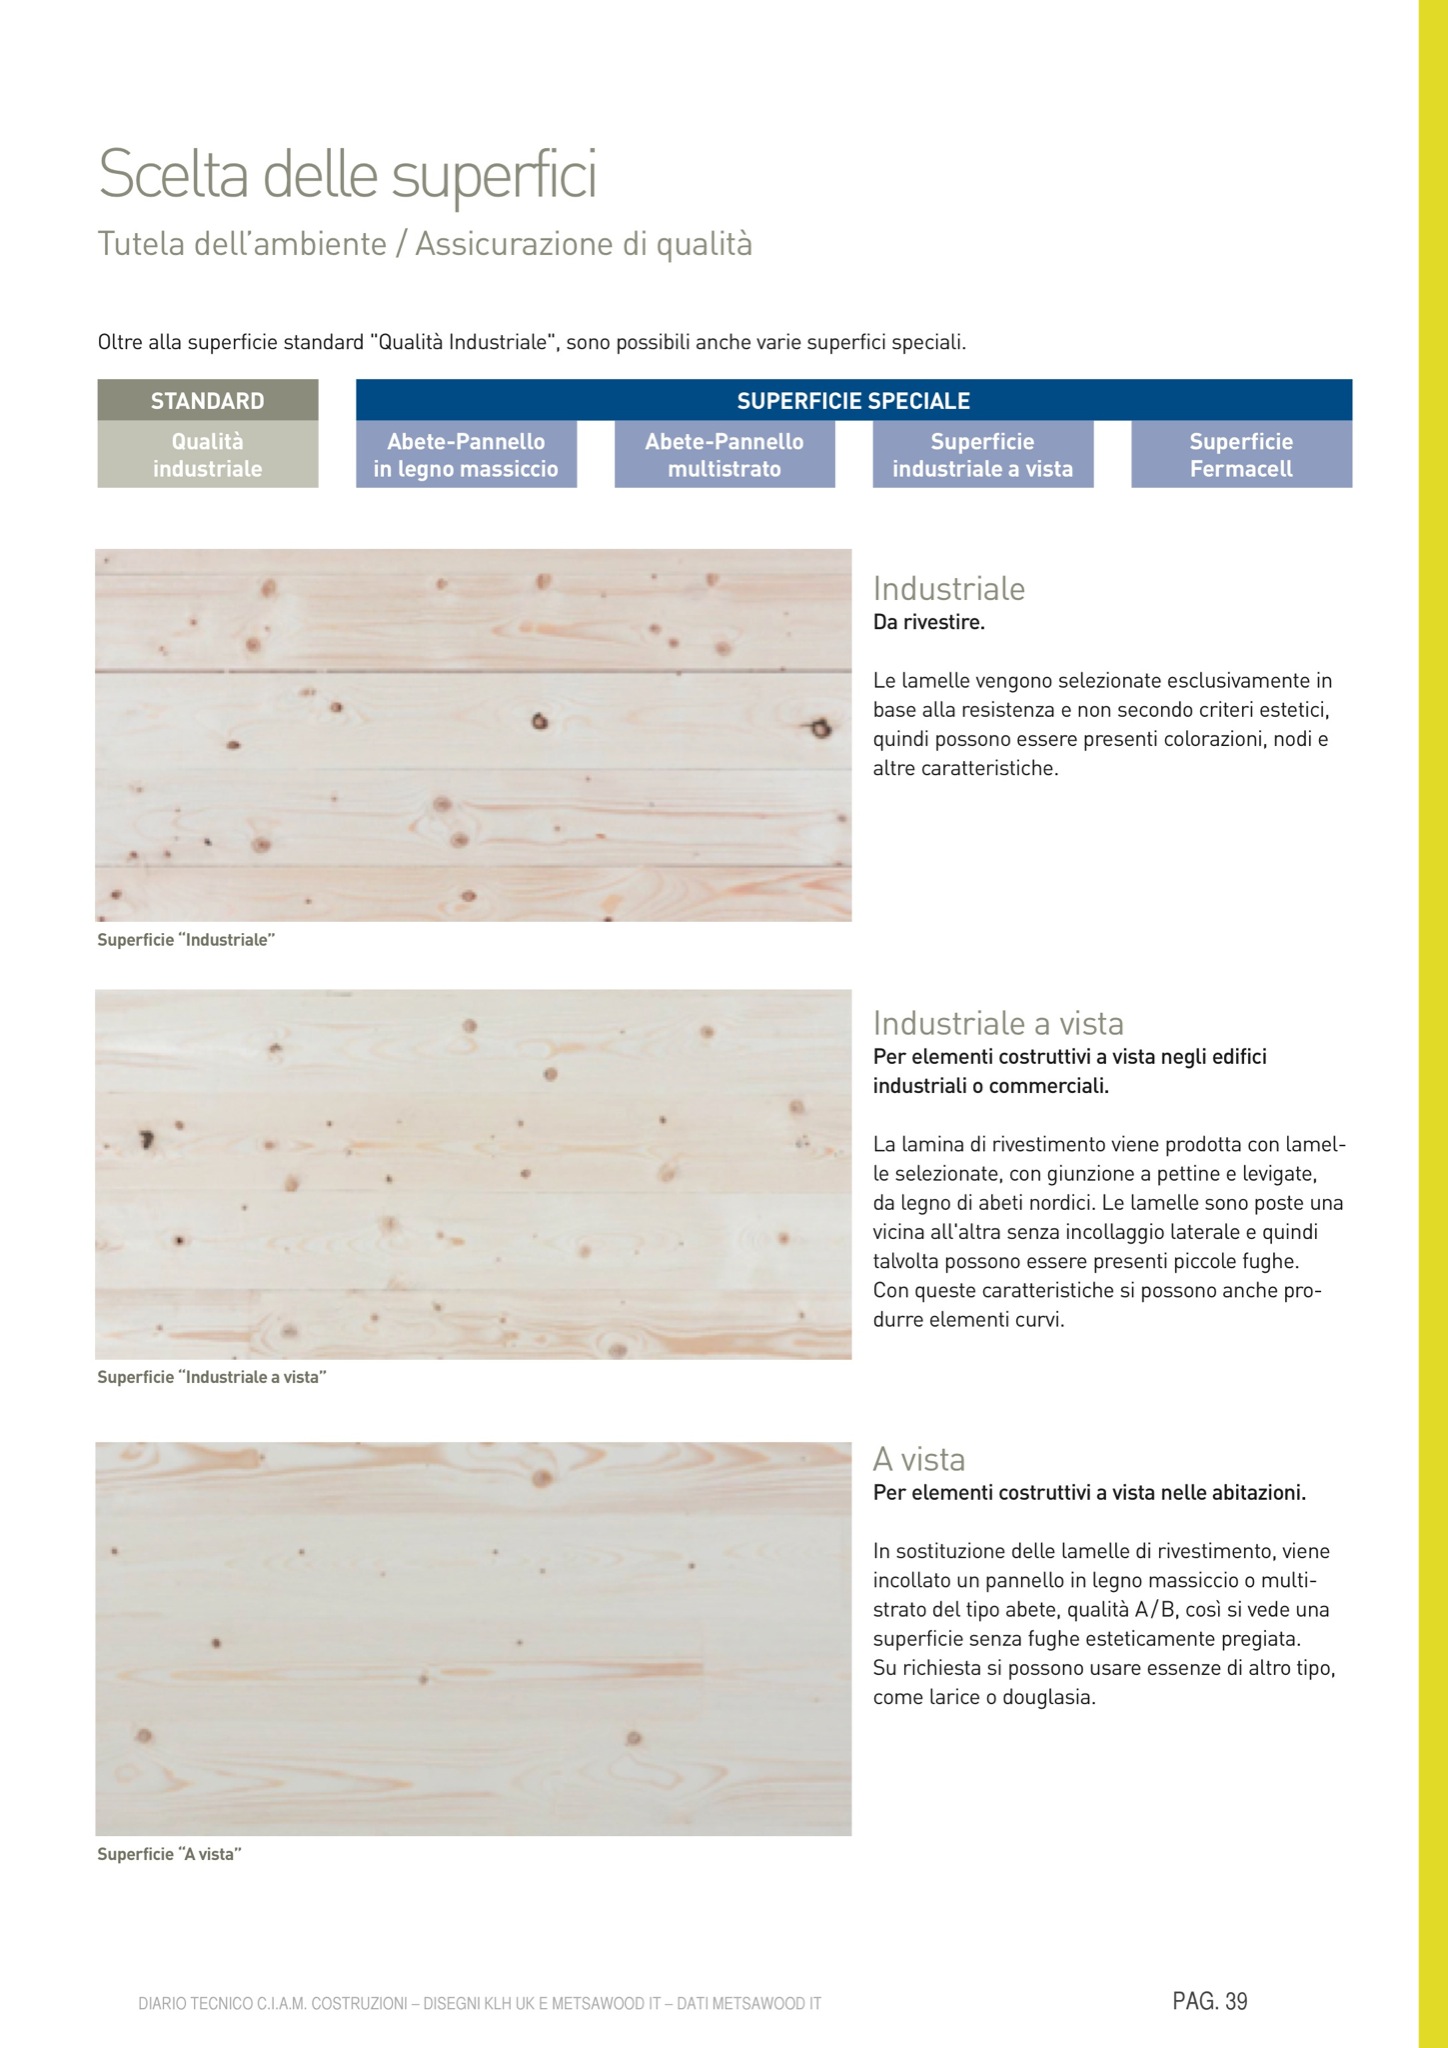 Scelta delle superfici
Tutela dell'ambiente / Assicurazione di qualità
Oltre alla superficie standard "Qualità Industriale", sono possibili anche varie superfici speciali.
STANDARD
SUPERFICIE SPECIALE
Qualità
industriale
Abete-Pannello
in legno massiccio
Abete-Pannello
multistrato
Superficie
industriale a vista
Superficie
Fermacell
Industriale
Da rivestire.
Le lamelle vengono selezionate esclusivamente in
base alla resistenza e non secondo criteri estetici,
quindi possono essere presenti colorazioni, nodi e
altre caratteristiche.
Superficie “Industriale”
Industriale a vista
Per elementi costruttivi a vista negli edifici
industriali o commerciali.
La lamina di rivestimento viene prodotta con lamel-
le selezionate, con giunzione a pettine e levigate,
da legno di abeti nordici. Le lamelle sono poste una
vicina all'altra senza incollaggio laterale e quindi
talvolta possono essere presenti piccole fughe.
Con queste caratteristiche si possono anche pro-
durre elementi curvi.
Superficie “Industriale a vista”
A vista
Per elementi costruttivi a vista nelle abitazioni.
In sostituzione delle lamelle di rivestimento, viene
incollato un pannello in legno massiccio o multi-
strato del tipo abete, qualità A/B, così si vede una
superficie senza fughe esteticamente pregiata.
Su richiesta si possono usare essenze di altro tipo,
come larice o douglasia.
Superficie “A vista”
DIARIO TECNICO C.I.A.M. COSTRUZIONI – DISEGNI KLH UK E METSAWOOD IT – DATI METSAWOOD IT
PAG. 39